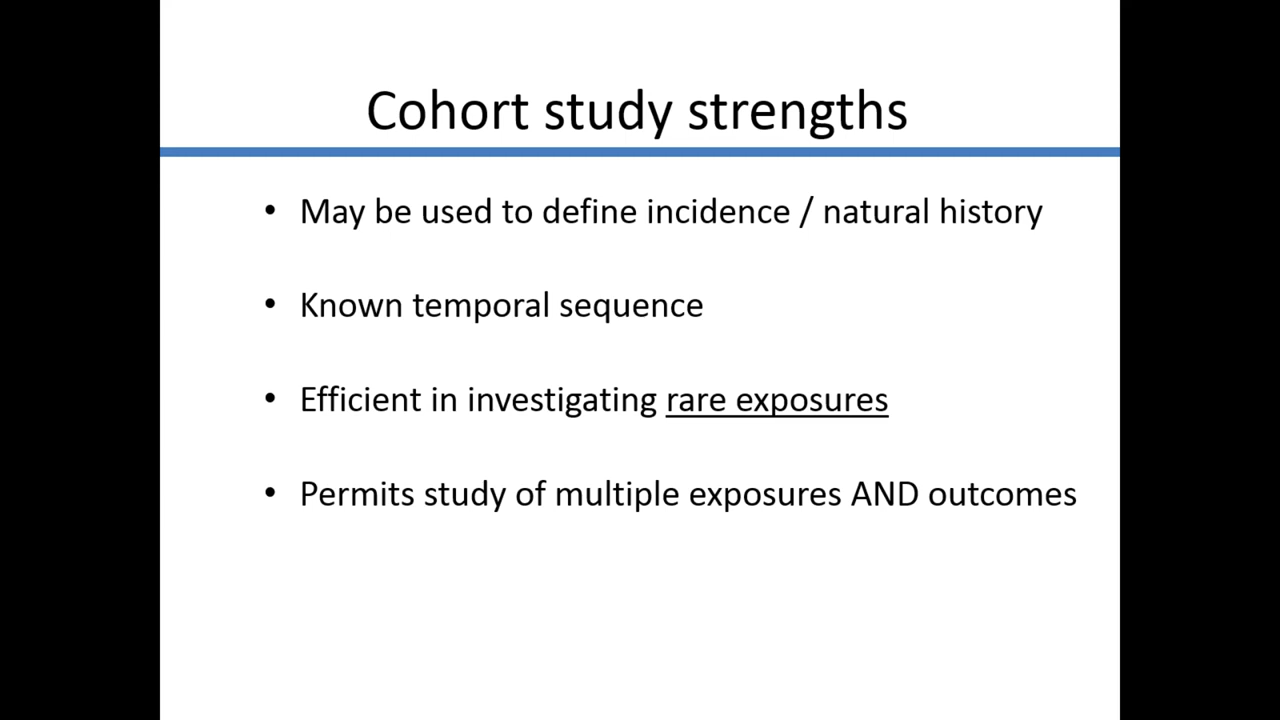 Cohort study strengths
• May be used to define incidence / natural history
• Known temporal sequence
• Efficient in investigating rare exposures
• Permits study of multiple exposures AND outcomes